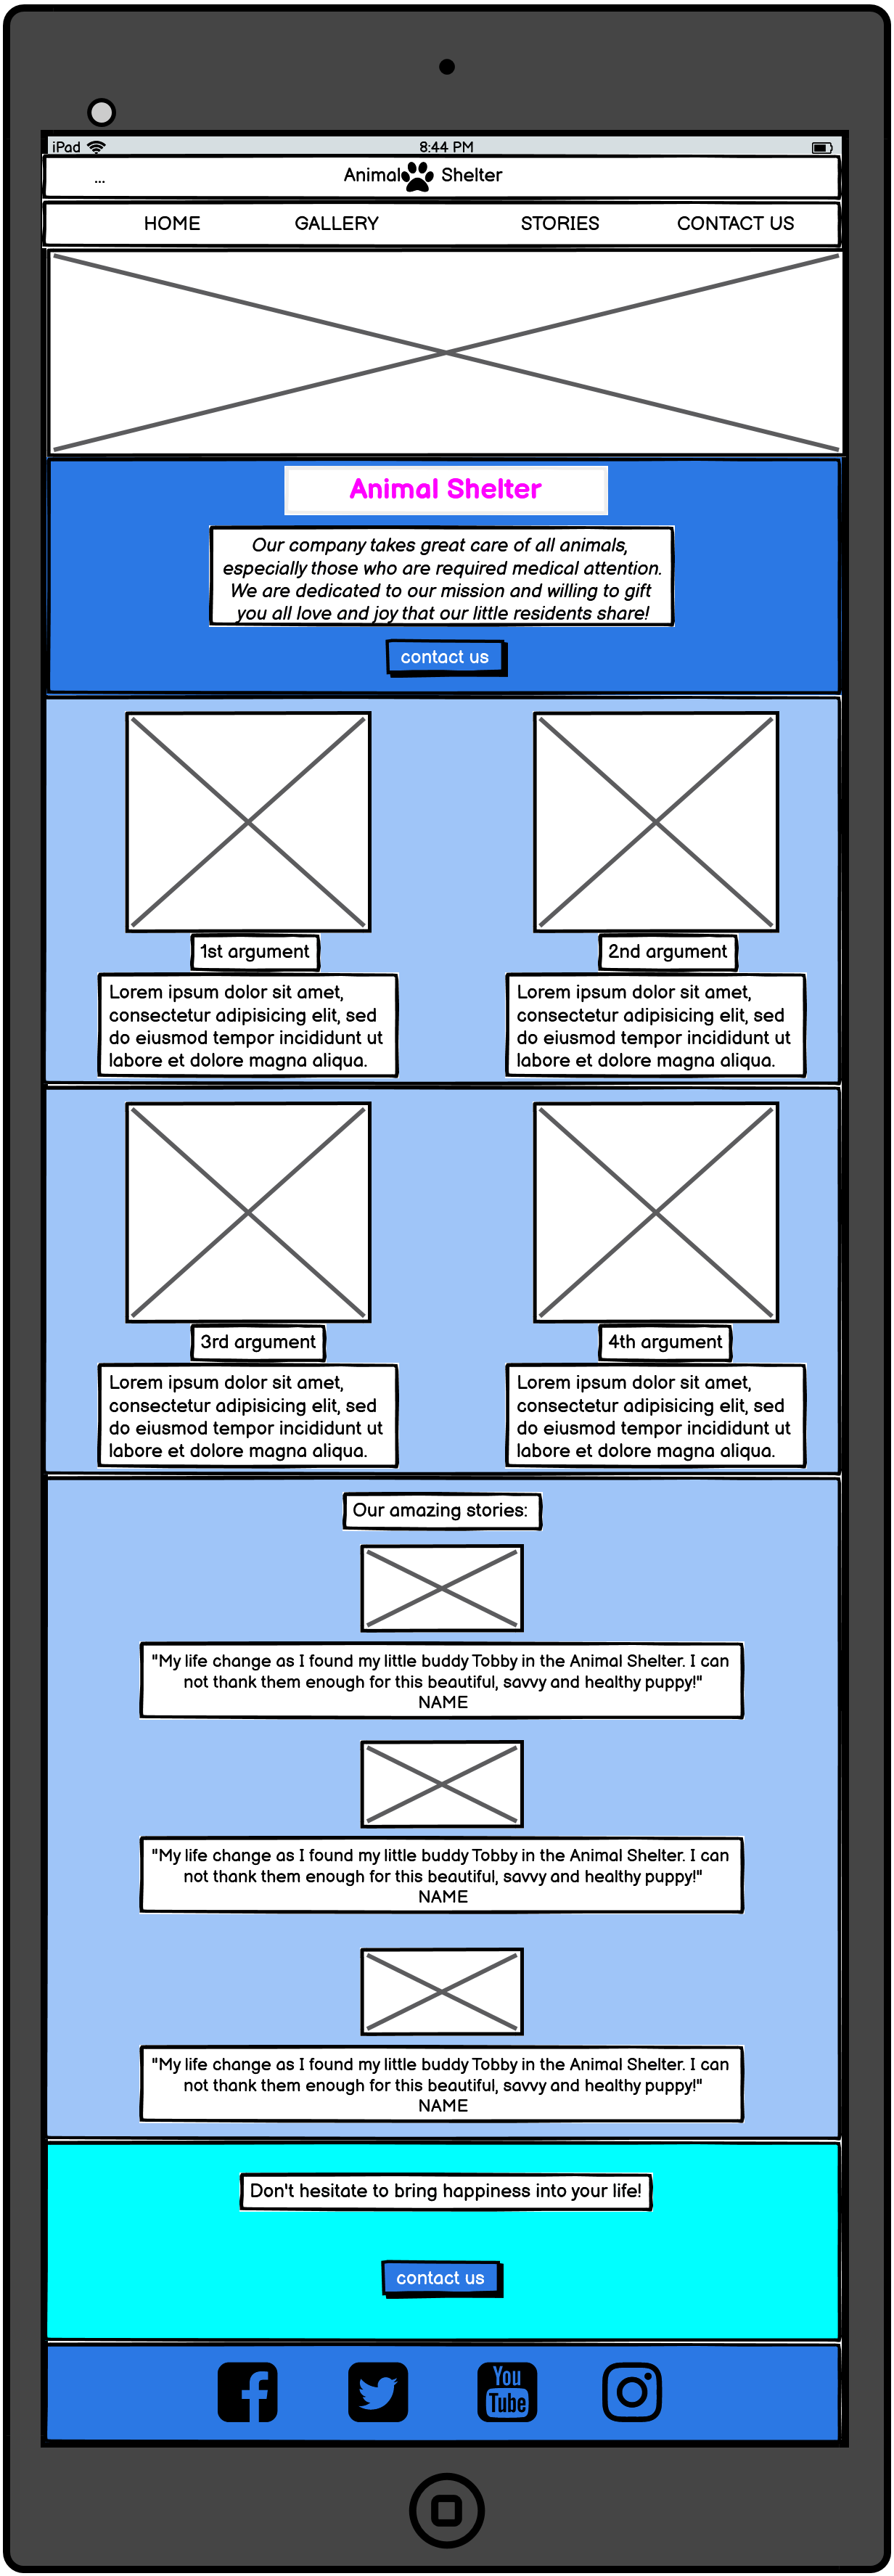 iPad
8:44 PM
...
Animal Shelter
HOME GALLERY STORIES CONTACT US
Animal Shelter
Our company takes great care of all animals,
especially those who are required medical attention.
We are dedicated to our mission and willing to gift
you all love and joy that our little residents share!
contact us
1st argument
Lorem ipsum dolor sit amet,
consectetur adipisicing elit, sed
do eiusmod tempor incididunt ut
labore et dolore magna aliqua.
2nd argument
Lorem ipsum dolor sit amet,
consectetur adipisicing elit, sed
do eiusmod tempor incididunt ut
labore et dolore magna aliqua.
3rd argument
Lorem ipsum dolor sit amet,
consectetur adipisicing elit, sed
do eiusmod tempor incididunt ut
labore et dolore magna aliqua.
4th argument
Lorem ipsum dolor sit amet,
consectetur adipisicing elit, sed
do eiusmod tempor incididunt ut
labore et dolore magna aliqua.
Our amazing stories:
"My life change as I found my little buddy Tobby in the Animal Shelter. I can
not thank them enough for this beautiful, savvy and healthy puppy!"
NAME
"My life change as I found my little buddy Tobby in the Animal Shelter. I can
not thank them enough for this beautiful, savvy and healthy puppy!"
NAME
"My life change as I found my little buddy Tobby in the Animal Shelter. I can
not thank them enough for this beautiful, savvy and healthy puppy!"
NAME
Don't hesitate to bring happiness into your life!
contact us
You
Tube